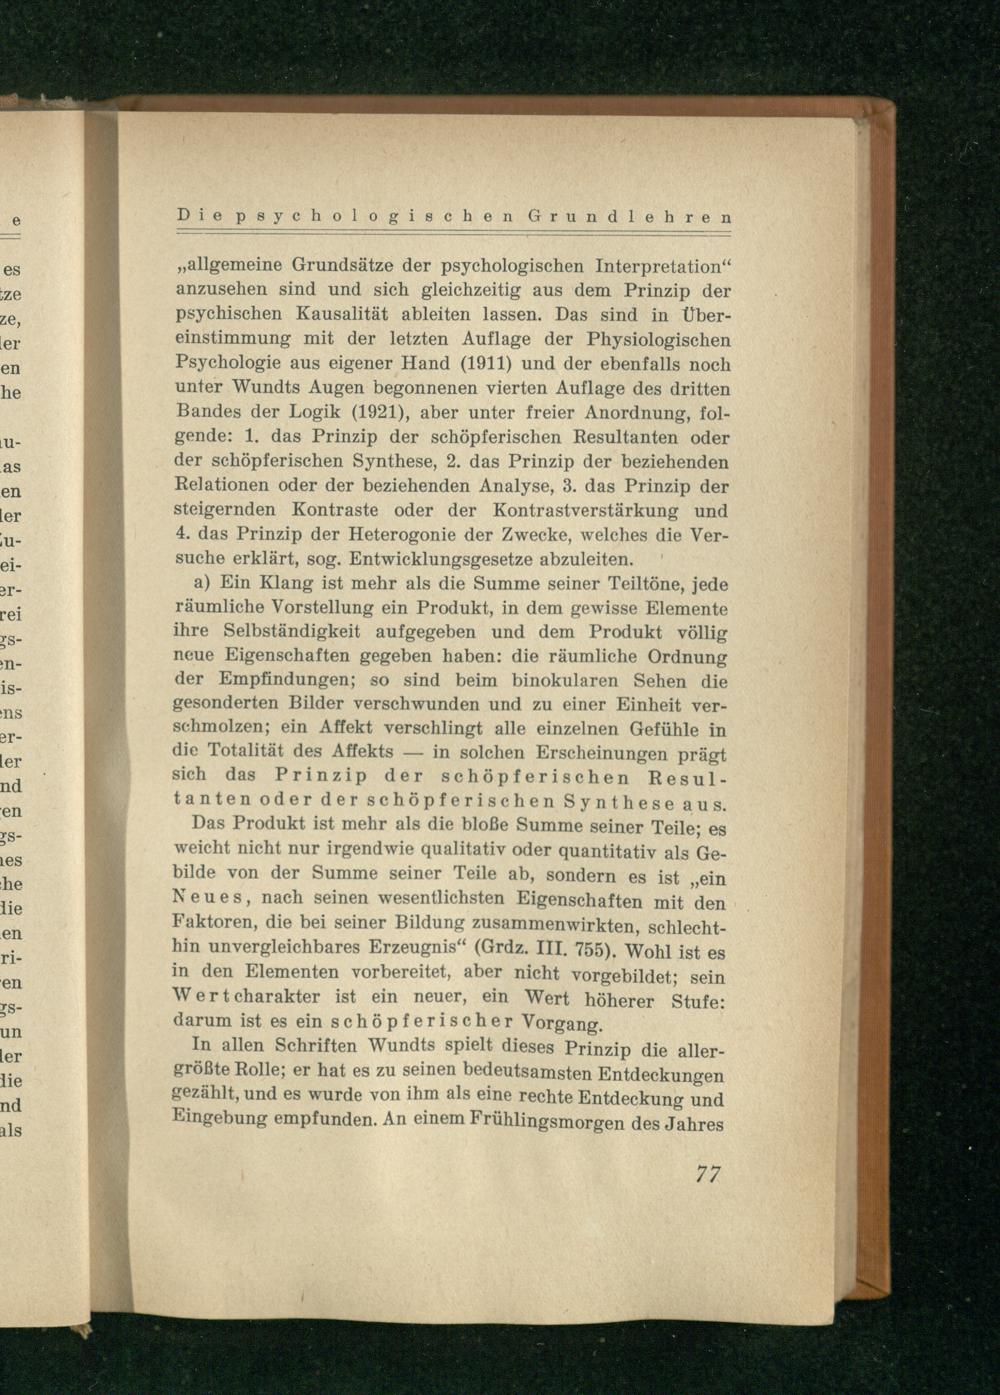 Die psychologischen Grundlehren
„allgemeine Grundsätze der psychologischen Interpretation“
anzusehen sind und sich gleichzeitig aus dem Prinzip der
psychischen Kausalität ableiten lassen. Das sind in Über-
einstimmung mit der letzten Auflage der Physiologischen
Psychologie aus eigener Hand (1911) und der ebenfalls noch
unter Wundts Augen begonnenen vierten Auflage des dritten
Bandes der Logik (1921), aber unter freier Anordnung, fol-
gende: 1. das Prinzip der schöpferischen Resultanten oder
der schöpferischen Synthese, 2. das Prinzip der beziehenden
Relationen oder der beziehenden Analyse, 3. das Prinzip der
steigernden Kontraste oder der Kontrastverstärkung und
4. das Prinzip der Heterogonie der Zwecke, welches die Ver-
suche erklärt, sog. Entwicklungsgesetze abzuleiten.
a) Ein Klang ist mehr als die Summe seiner Teiltöne, jede
räumliche Vorstellung ein Produkt, in dem gewisse Elemente
ihre Selbständigkeit aufgegeben und dem Produkt völlig
neue Eigenschaften gegeben haben: die räumliche Ordnung
der Empfindungen; so sind beim binokularen Sehen die
gesonderten Bilder verschwunden und zu einer Einheit ver-
schmolzen; ein Affekt verschlingt alle einzelnen Gefühle in
die Totalität des Affekts — in solchen Erscheinungen prägt
sich das Prinzip der schöpferischen Resul-
tanten oder der schöpferischen Synthese aus.
Das Produkt ist mehr als die bloße Summe seiner Teile; es
weicht nicht nur irgendwie qualitativ oder quantitativ als Ge-
bilde von der Summe seiner Teile ab, sondern es ist „ein
Neues, nach seinen wesentlichsten Eigenschaften mit den
Faktoren, die bei seiner Bildung zusammenwirkten, schlecht-
hin unvergleichbares Erzeugnis“ (Grdz. III. 755). Wohl ist es
in den Elementen vorbereitet, aber nicht vorgebildet; sein
Wertcharakter ist ein neuer, ein Wert höherer Stufe:
darum ist es ein schöpferischer Vorgang.
In allen Schriften Wundts spielt dieses Prinzip die aller-
größte Rolle; er hat es zu seinen bedeutsamsten Entdeckungen
gezählt, und es wurde von ihm als eine rechte Entdeckung und
Eingebung empfunden. An einem Frühlingsmorgen des Jahres
77